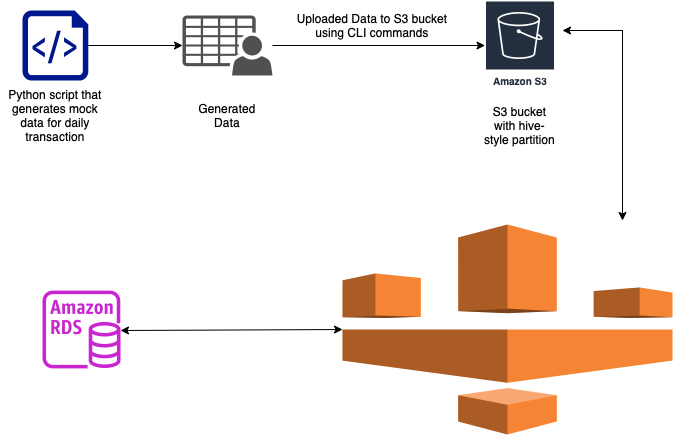 </>
Python script that
generates mock
data for daily
transaction
Generated
Data
Uploaded Data to S3 bucket
using CLI commands
Amazon S3
S3 bucket
with hive-
style partition
Amazon
RDS